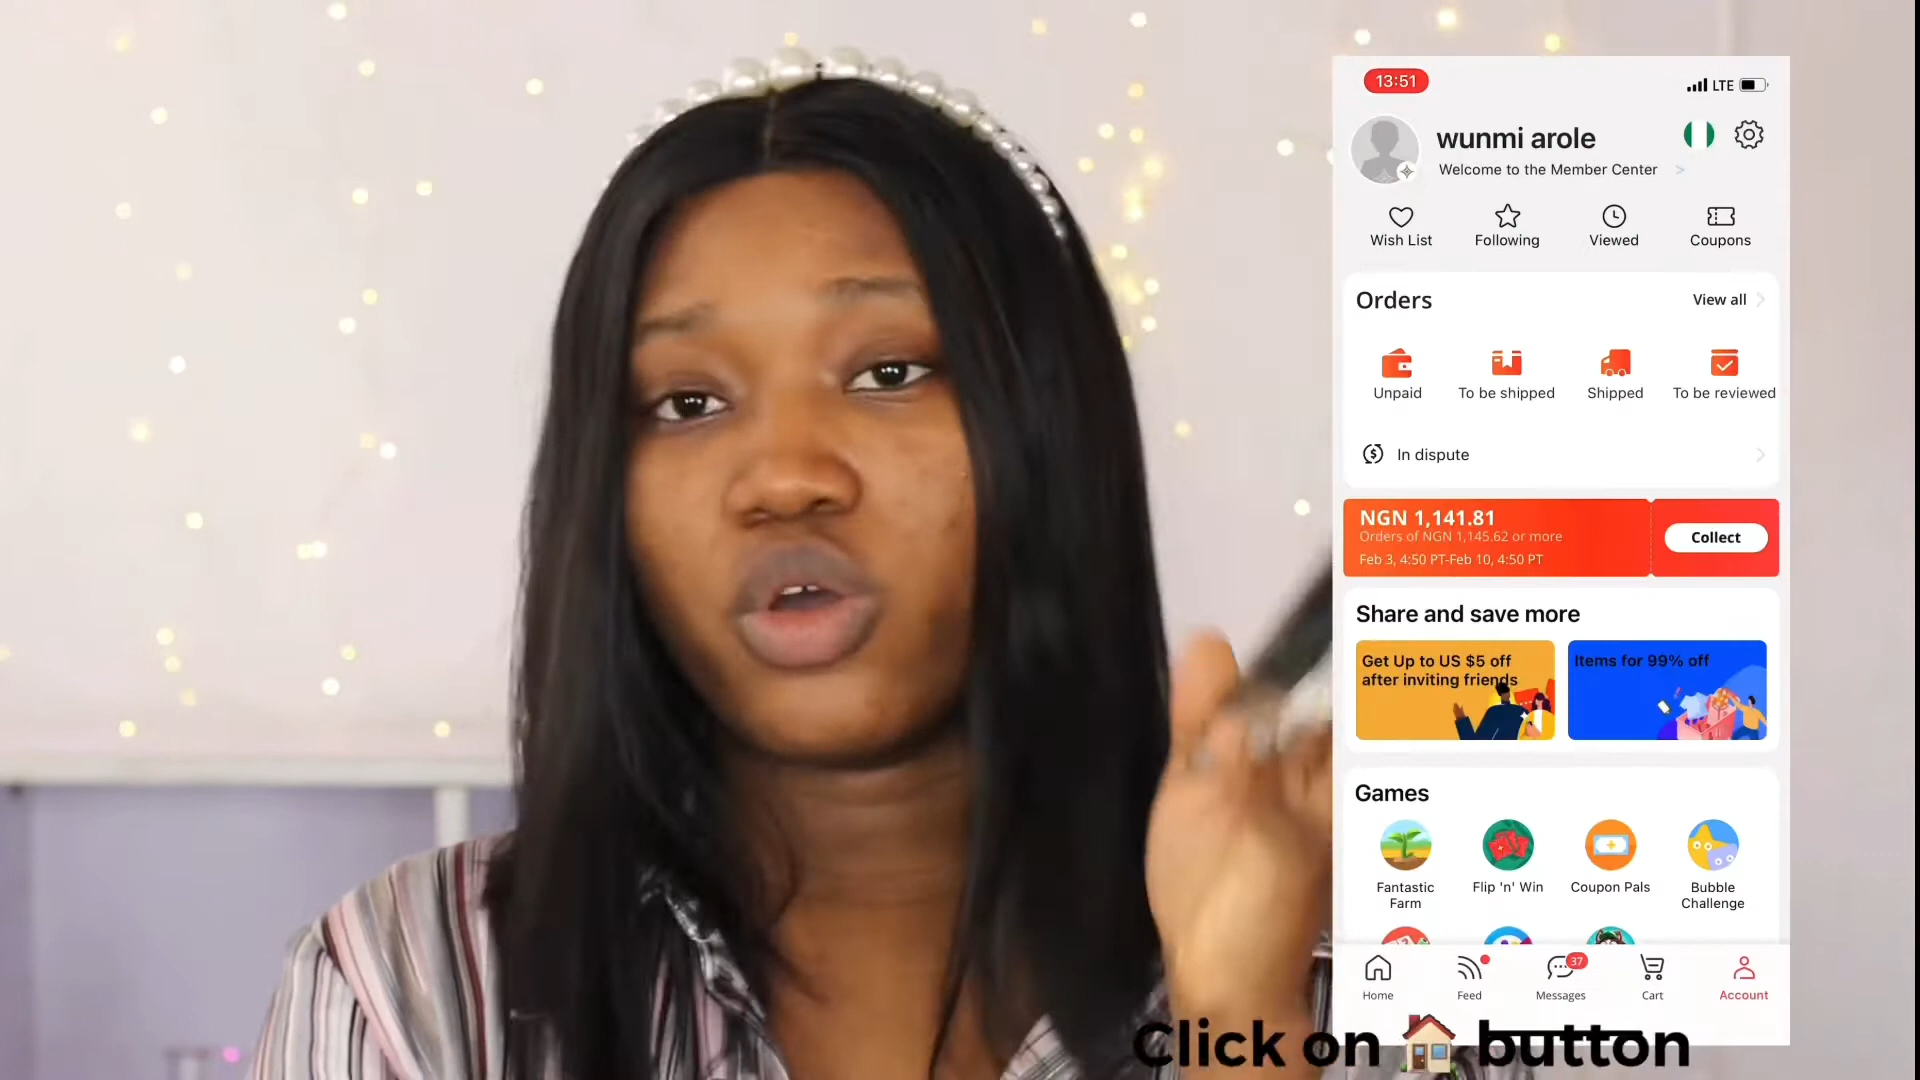 13:51
LTE
wunmi arole
Welcome to the Member Center >
Wish List
Following
Viewed
Coupons
Orders
View all
Unpaid
To be shipped
Shipped
To be reviewed
In dispute
NGN 1,141.81
Orders of NGN 1,145.62 or more
Feb 3, 4:50 PT-Feb 10, 4:50 PT
Collect
Share and save more
Get Up to US $5 off
after inviting friends
Items for 99% off
Games
Fantastic
Farm
Flip 'n' Win
Coupon Pals
Bubble
Challenge
37
Home
Feed
Messages
Cart
Account
Click on 🏠 button